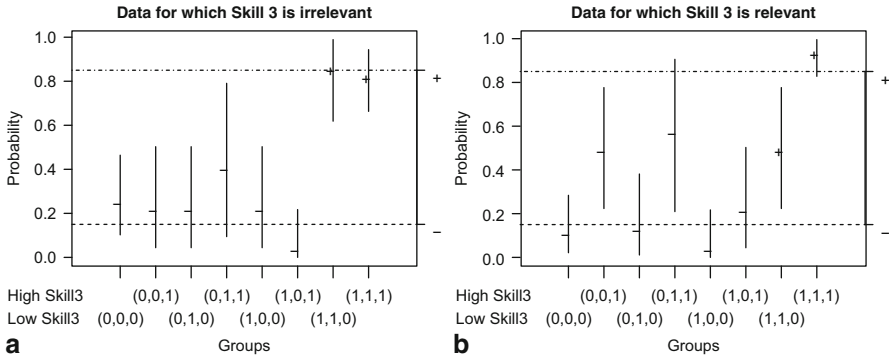 Data for which Skill 3 is irrelevant
Probability
1.0
0.8
0.6
0.4
0.2
0.0
+
−
High Skill3 (0,0,1) (0,1,1) (1,0,1) (1,1,1)
Low Skill3 (0,0,0) (0,1,0) (1,0,0) (1,1,0)
a
Groups
Data for which Skill 3 is relevant
Probability
1.0
0.8
0.6
0.4
0.2
0.0
+
−
High Skill3 (0,0,1) (0,1,1) (1,0,1) (1,1,1)
Low Skill3 (0,0,0) (0,1,0) (1,0,0) (1,1,0)
b
Groups